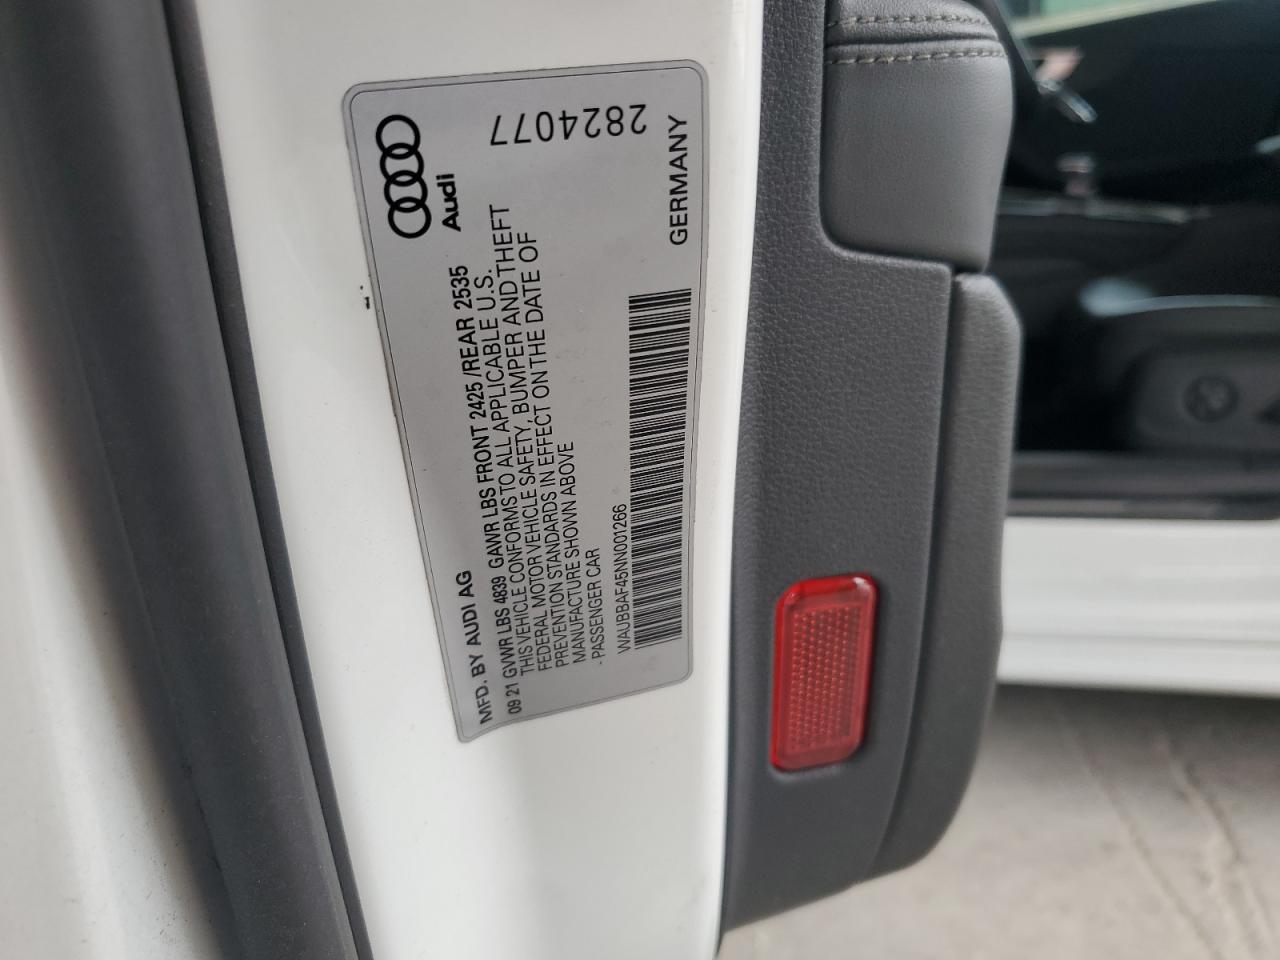 Audi
2824077
MFD. BY AUDI AG
09 21 GVWR LBS 4839 GAWR LBS FRONT 2425 /REAR 2535
THIS VEHICLE CONFORMS TO ALL APPLICABLE U.S.
FEDERAL MOTOR VEHICLE SAFETY, BUMPER AND THEFT
PREVENTION STANDARDS IN EFFECT ON THE DATE OF
MANUFACTURE SHOWN ABOVE
- PASSENGER CAR
WAUBBAF45NN001266
GERMANY